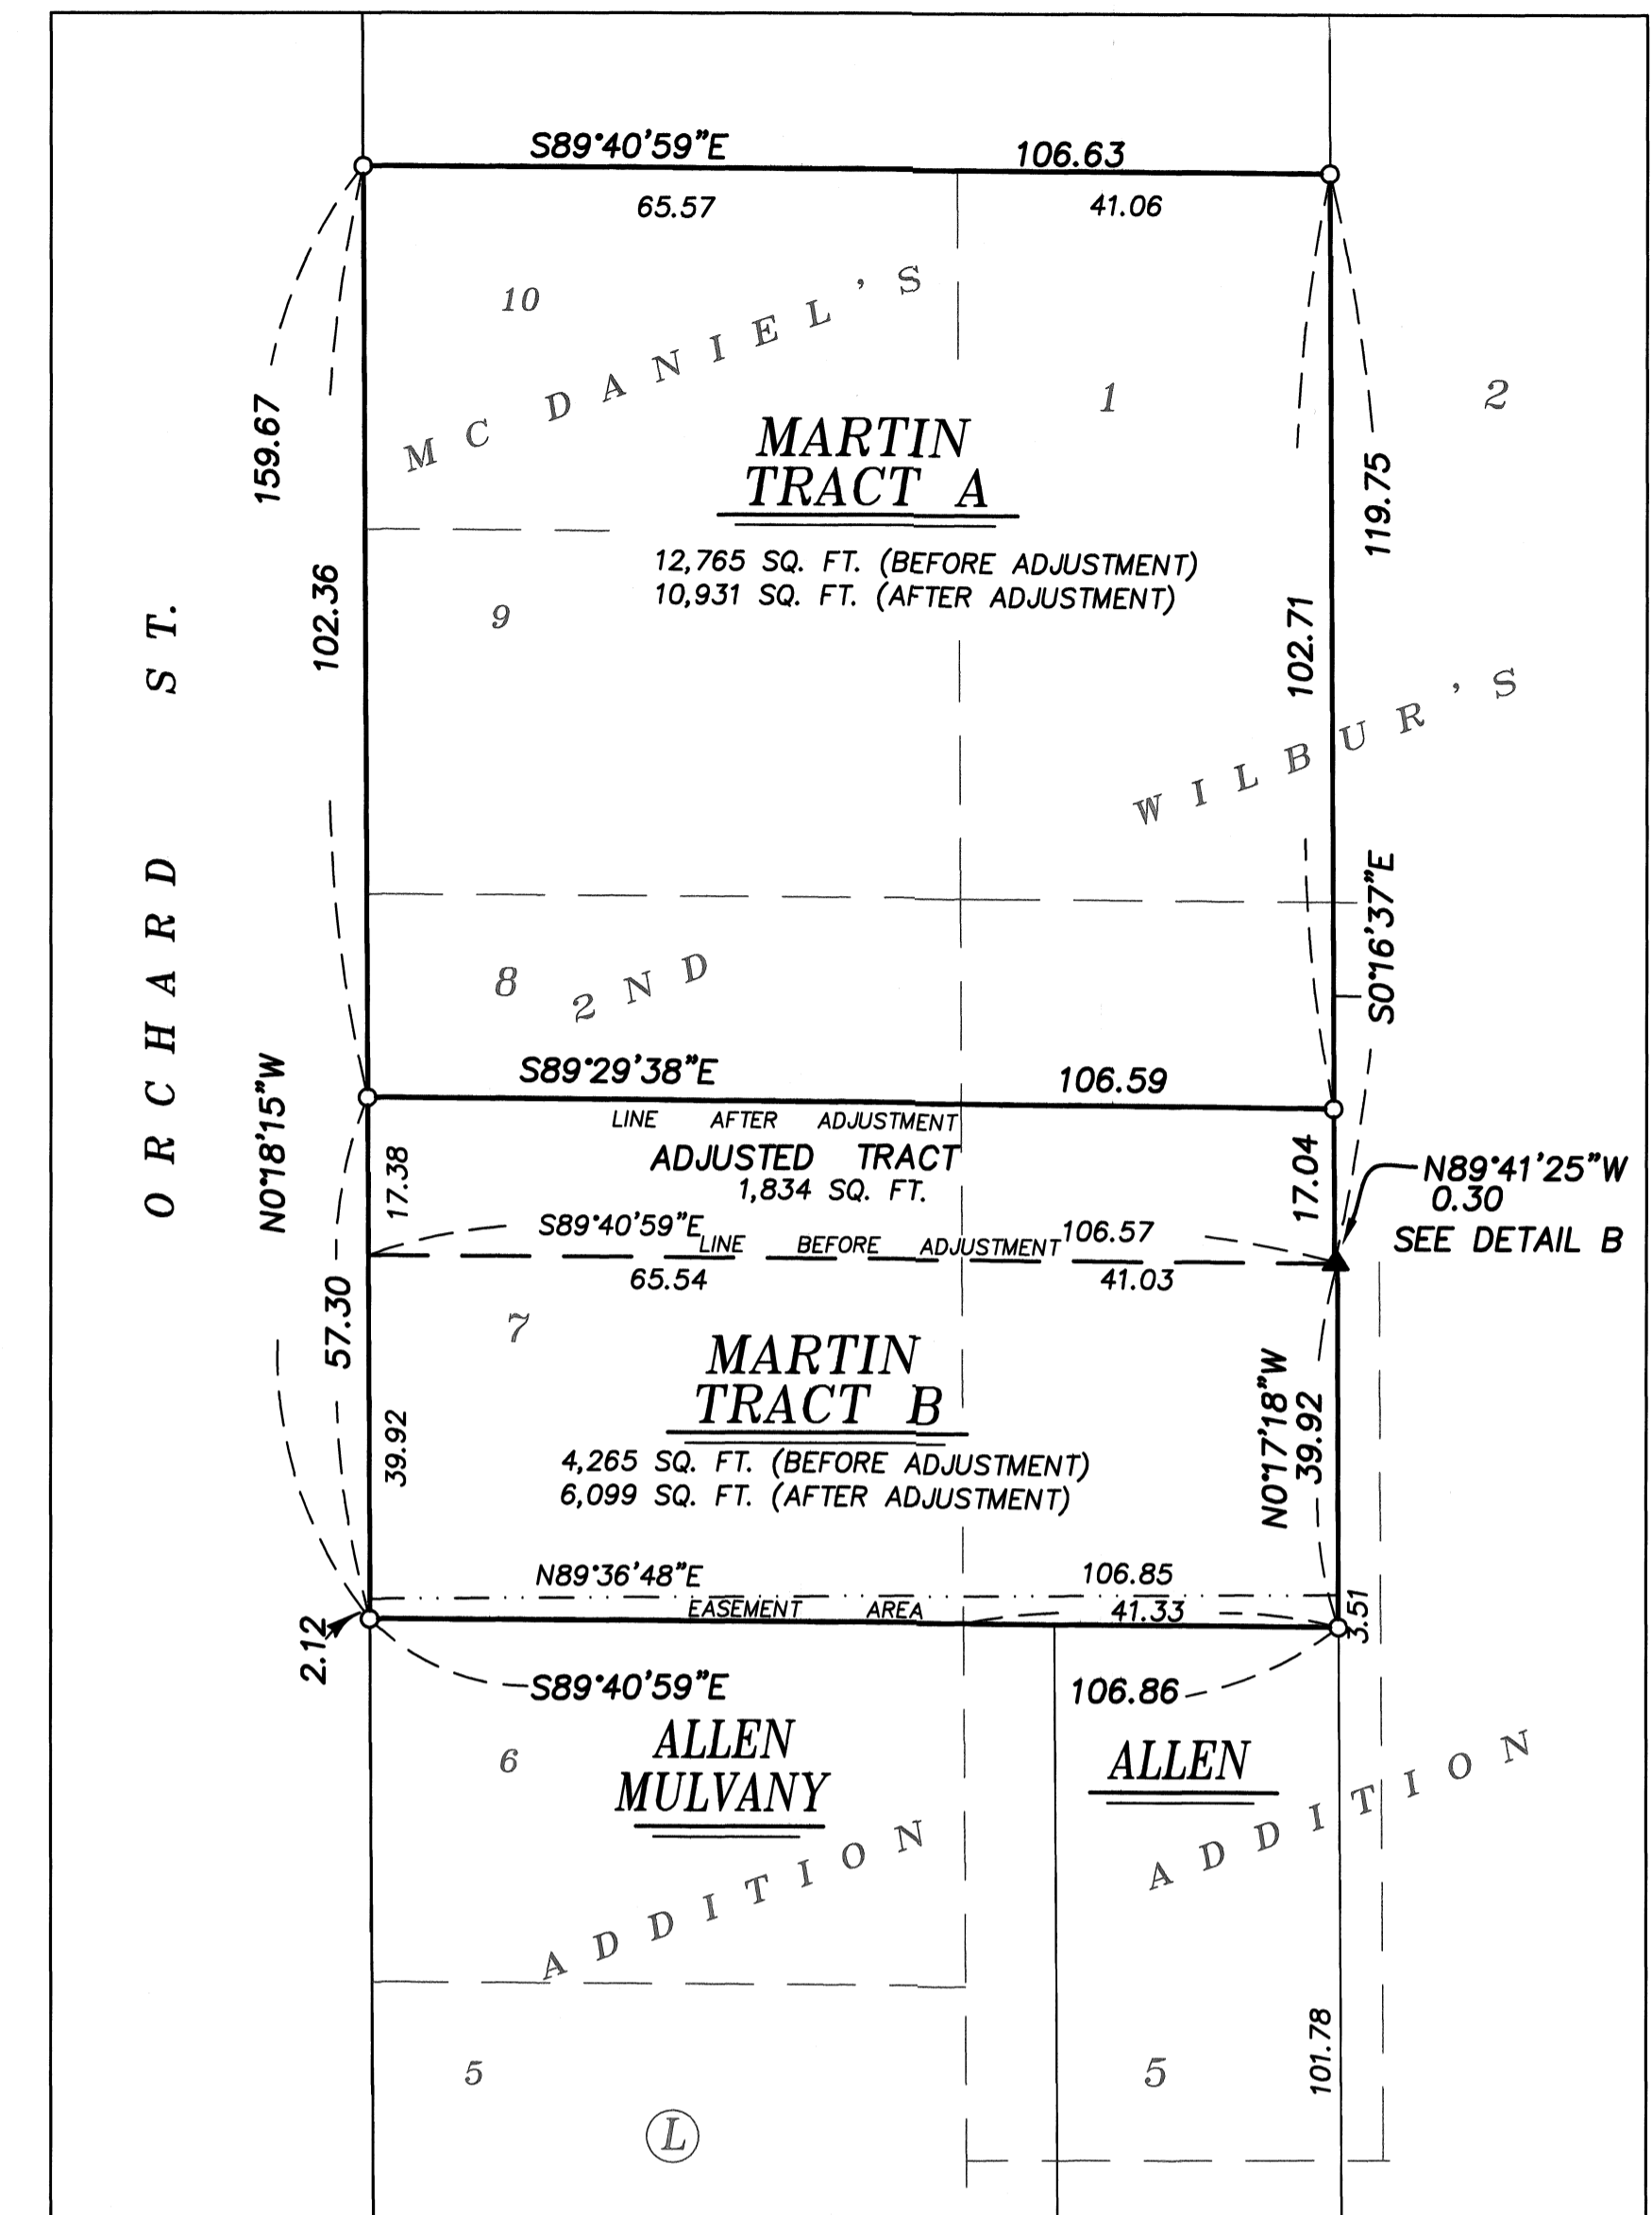 S89°40'59"E 106.63
65.57 41.06
10
MC DANIEL'S
1
2
159.67
MARTIN
TRACT A
119.75
12,765 SQ. FT. (BEFORE ADJUSTMENT)
10,931 SQ. FT. (AFTER ADJUSTMENT)
102.36
102.71
9
ORCHARD ST.
WILBUR'S
S0°16'37"E
8
2ND
S89°29'38"E 106.59
LINE AFTER ADJUSTMENT
ADJUSTED TRACT
1,834 SQ. FT.
N0°18'15"W
17.38
17.04
N89°41'25"W
0.30
SEE DETAIL B
S89°40'59"E 106.57
LINE BEFORE ADJUSTMENT
65.54 41.03
57.30
7
MARTIN
TRACT B
39.92
N0°17'18"W
39.92
4,265 SQ. FT. (BEFORE ADJUSTMENT)
6,099 SQ. FT. (AFTER ADJUSTMENT)
N89°36'48"E 106.85
EASEMENT AREA 41.33
3.51
2.12
S89°40'59"E 106.86
6
ALLEN
MULVANY
ALLEN
ADDITION
ADDITION
5
5
101.78
L